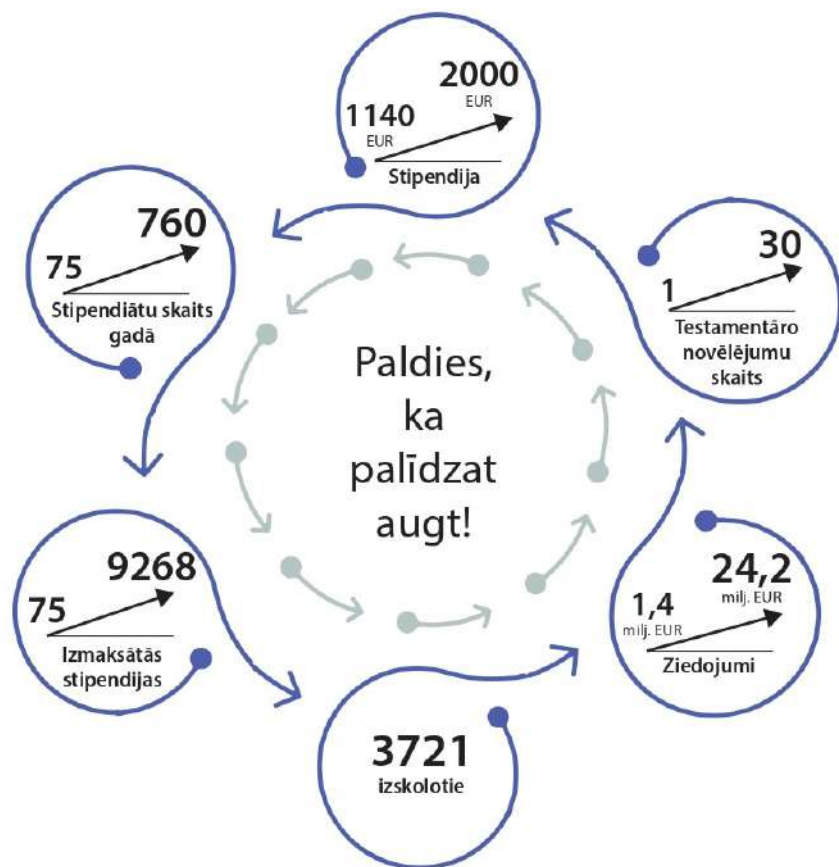 2000
EUR
1140
EUR
Stipendija
760
75
Stipendiātu skaits
gadā
30
1
Testamentāro
novēlējumu
skaits
Paldies,
ka
palīdzat
augt!
9268
75
Izmaksātās
stipendijas
24,2
milj. EUR
1,4
milj. EUR
Ziedojumi
3721
izskolotie